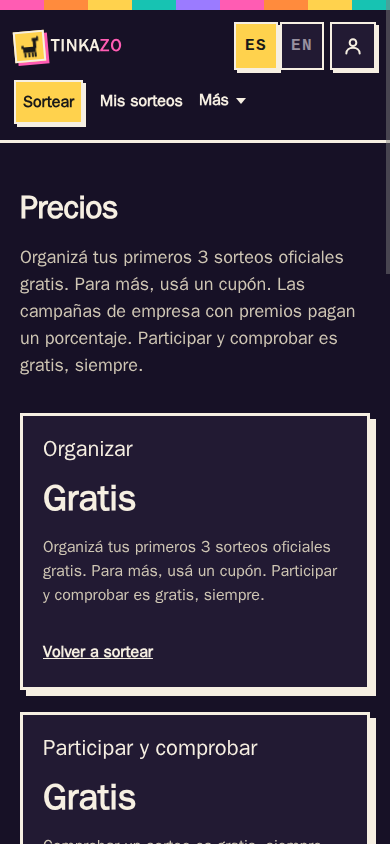 TINKAZO
ES
EN
Sortear
Mis sorteos
Más
Precios
Organizá tus primeros 3 sorteos oficiales
gratis. Para más, usá un cupón. Las
campañas de empresa con premios pagan
un porcentaje. Participar y comprobar es
gratis, siempre.
Organizar
Gratis
Organizá tus primeros 3 sorteos oficiales
gratis. Para más, usá un cupón. Participar
y comprobar es gratis, siempre.
Volver a sortear
Participar y comprobar
Gratis